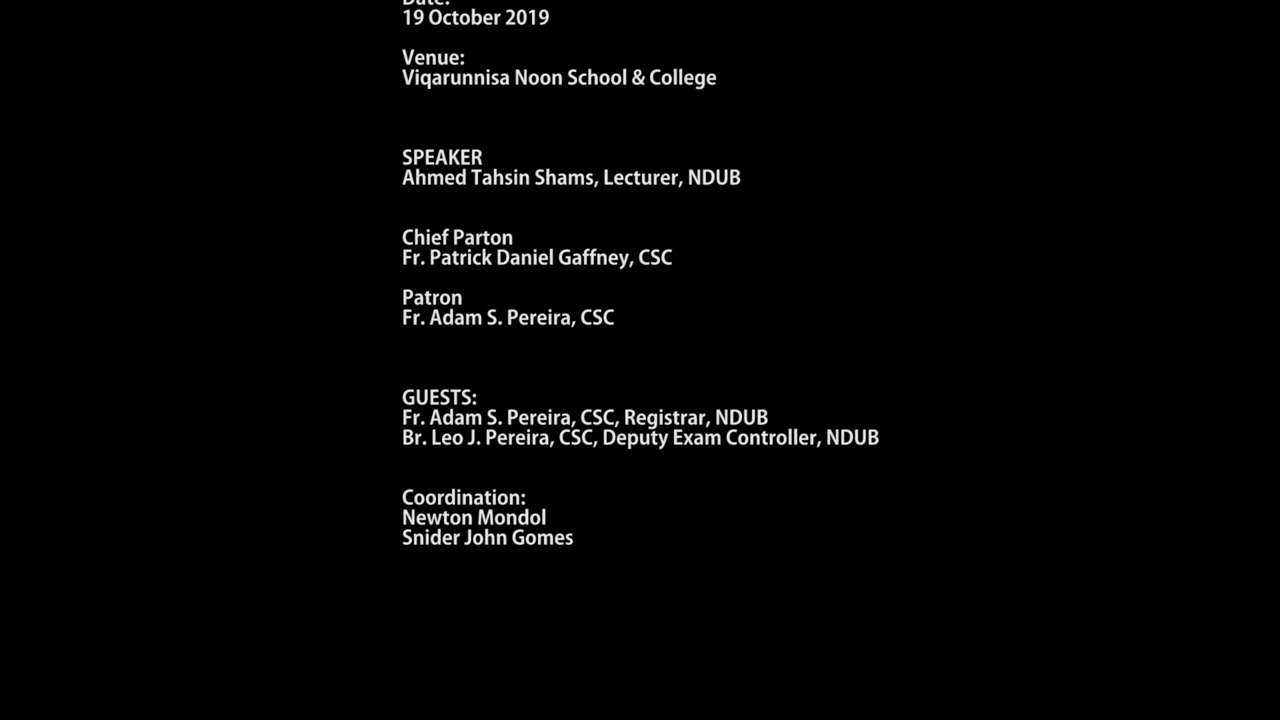 Date:
19 October 2019
Venue:
Viqarunnisa Noon School & College
SPEAKER
Ahmed Tahsin Shams, Lecturer, NDUB
Chief Parton
Fr. Patrick Daniel Gaffney, CSC
Patron
Fr. Adam S. Pereira, CSC
GUESTS:
Fr. Adam S. Pereira, CSC, Registrar, NDUB
Br. Leo J. Pereira, CSC, Deputy Exam Controller, NDUB
Coordination:
Newton Mondol
Snider John Gomes